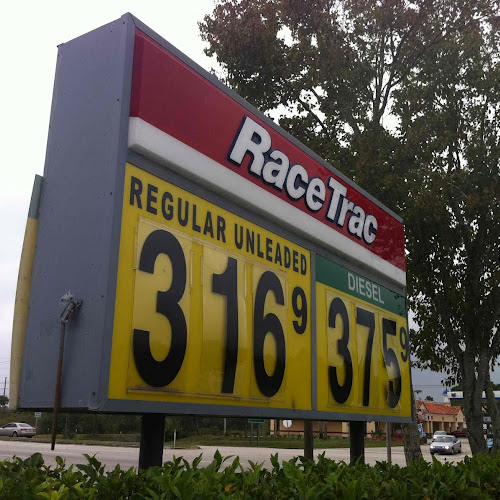 RaceTrac
REGULAR UNLEADED
3169
DIESEL
3759